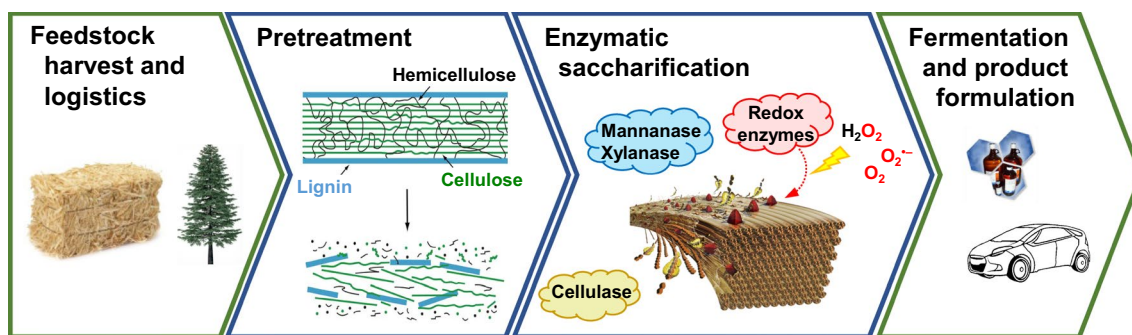 Feedstock
harvest and
logistics
Pretreatment
Hemicellulose
Lignin
Cellulose
Enzymatic
saccharification
Mannanase
Xylanase
Redox
enzymes
H₂O₂
O₂•−
O₂
Cellulase
Fermentation
and product
formulation